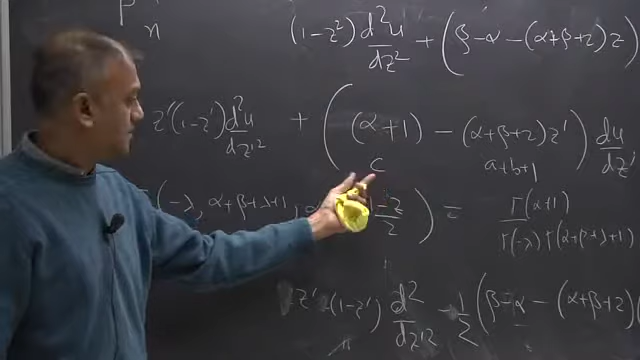 P_n (1-z²) d²u/dz² + (β-α-(α+β+2)z)
z'(1-z') d²u/dz'² + ((α+1) - (α+β+2)z') du/dz'
c a+b+1
(-λ, α+β+λ+1, -z/2) = Γ(α+1)/Γ(-λ)Γ(α+β+λ+1)
z'(1-z') d²/dz'² - 1/2 (β-α-(α+β+2)(